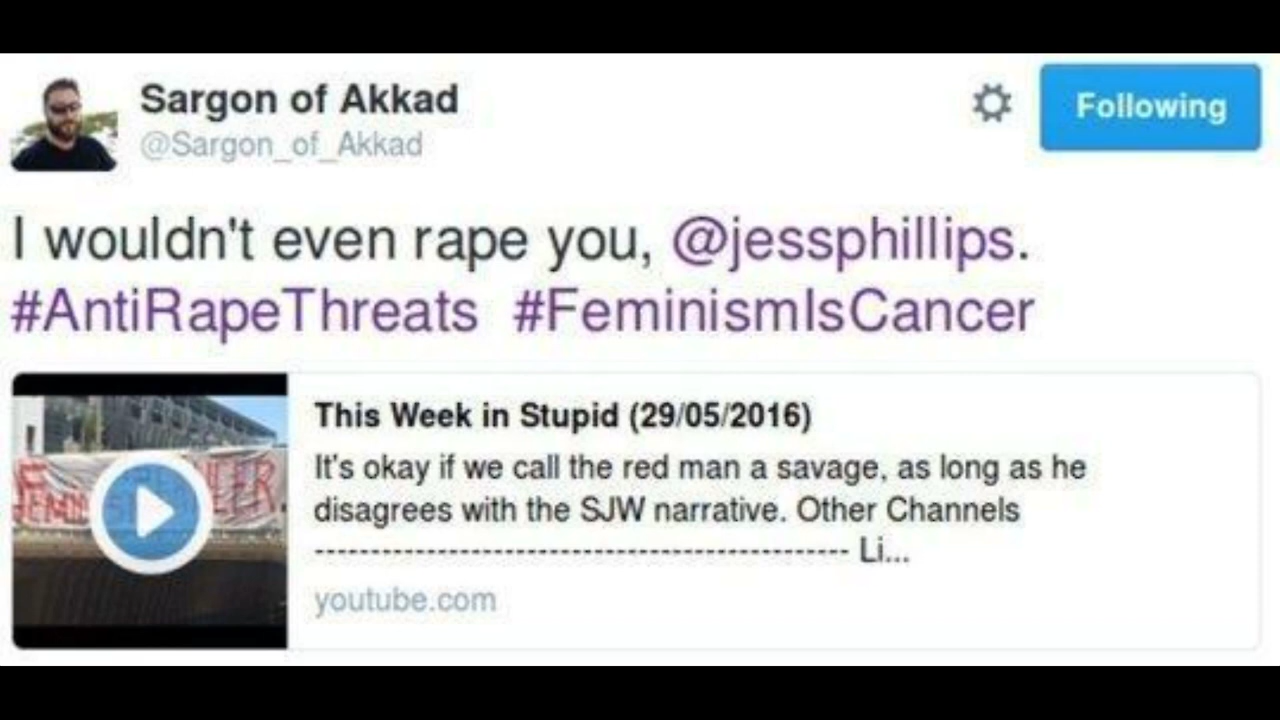 Sargon of Akkad
@Sargon_of_Akkad
Following
I wouldn't even rape you, @jessphillips.
#AntiRapeThreats #FeminismIsCancer
This Week in Stupid (29/05/2016)
It's okay if we call the red man a savage, as long as he
disagrees with the SJW narrative. Other Channels
------------------------------------------------ Li...
youtube.com